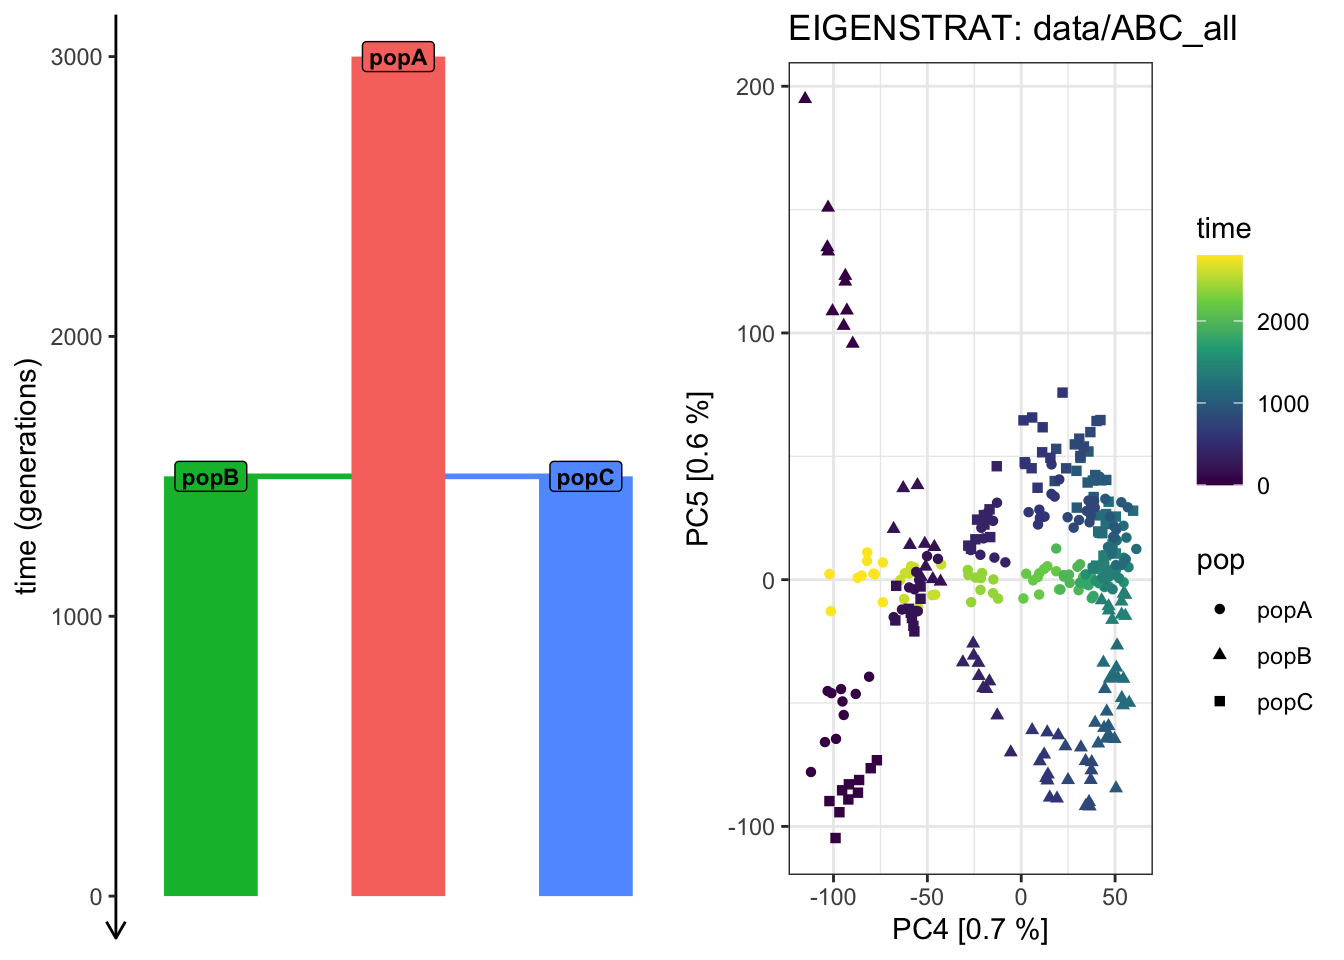 time (generations)
3000
2000
1000
0
popA
popB
popC
EIGENSTRAT: data/ABC_all
PC5 [0.6 %]
200
100
0
-100
-100
-50
0
50
PC4 [0.7 %]
time
2000
1000
0
pop
popA
popB
popC